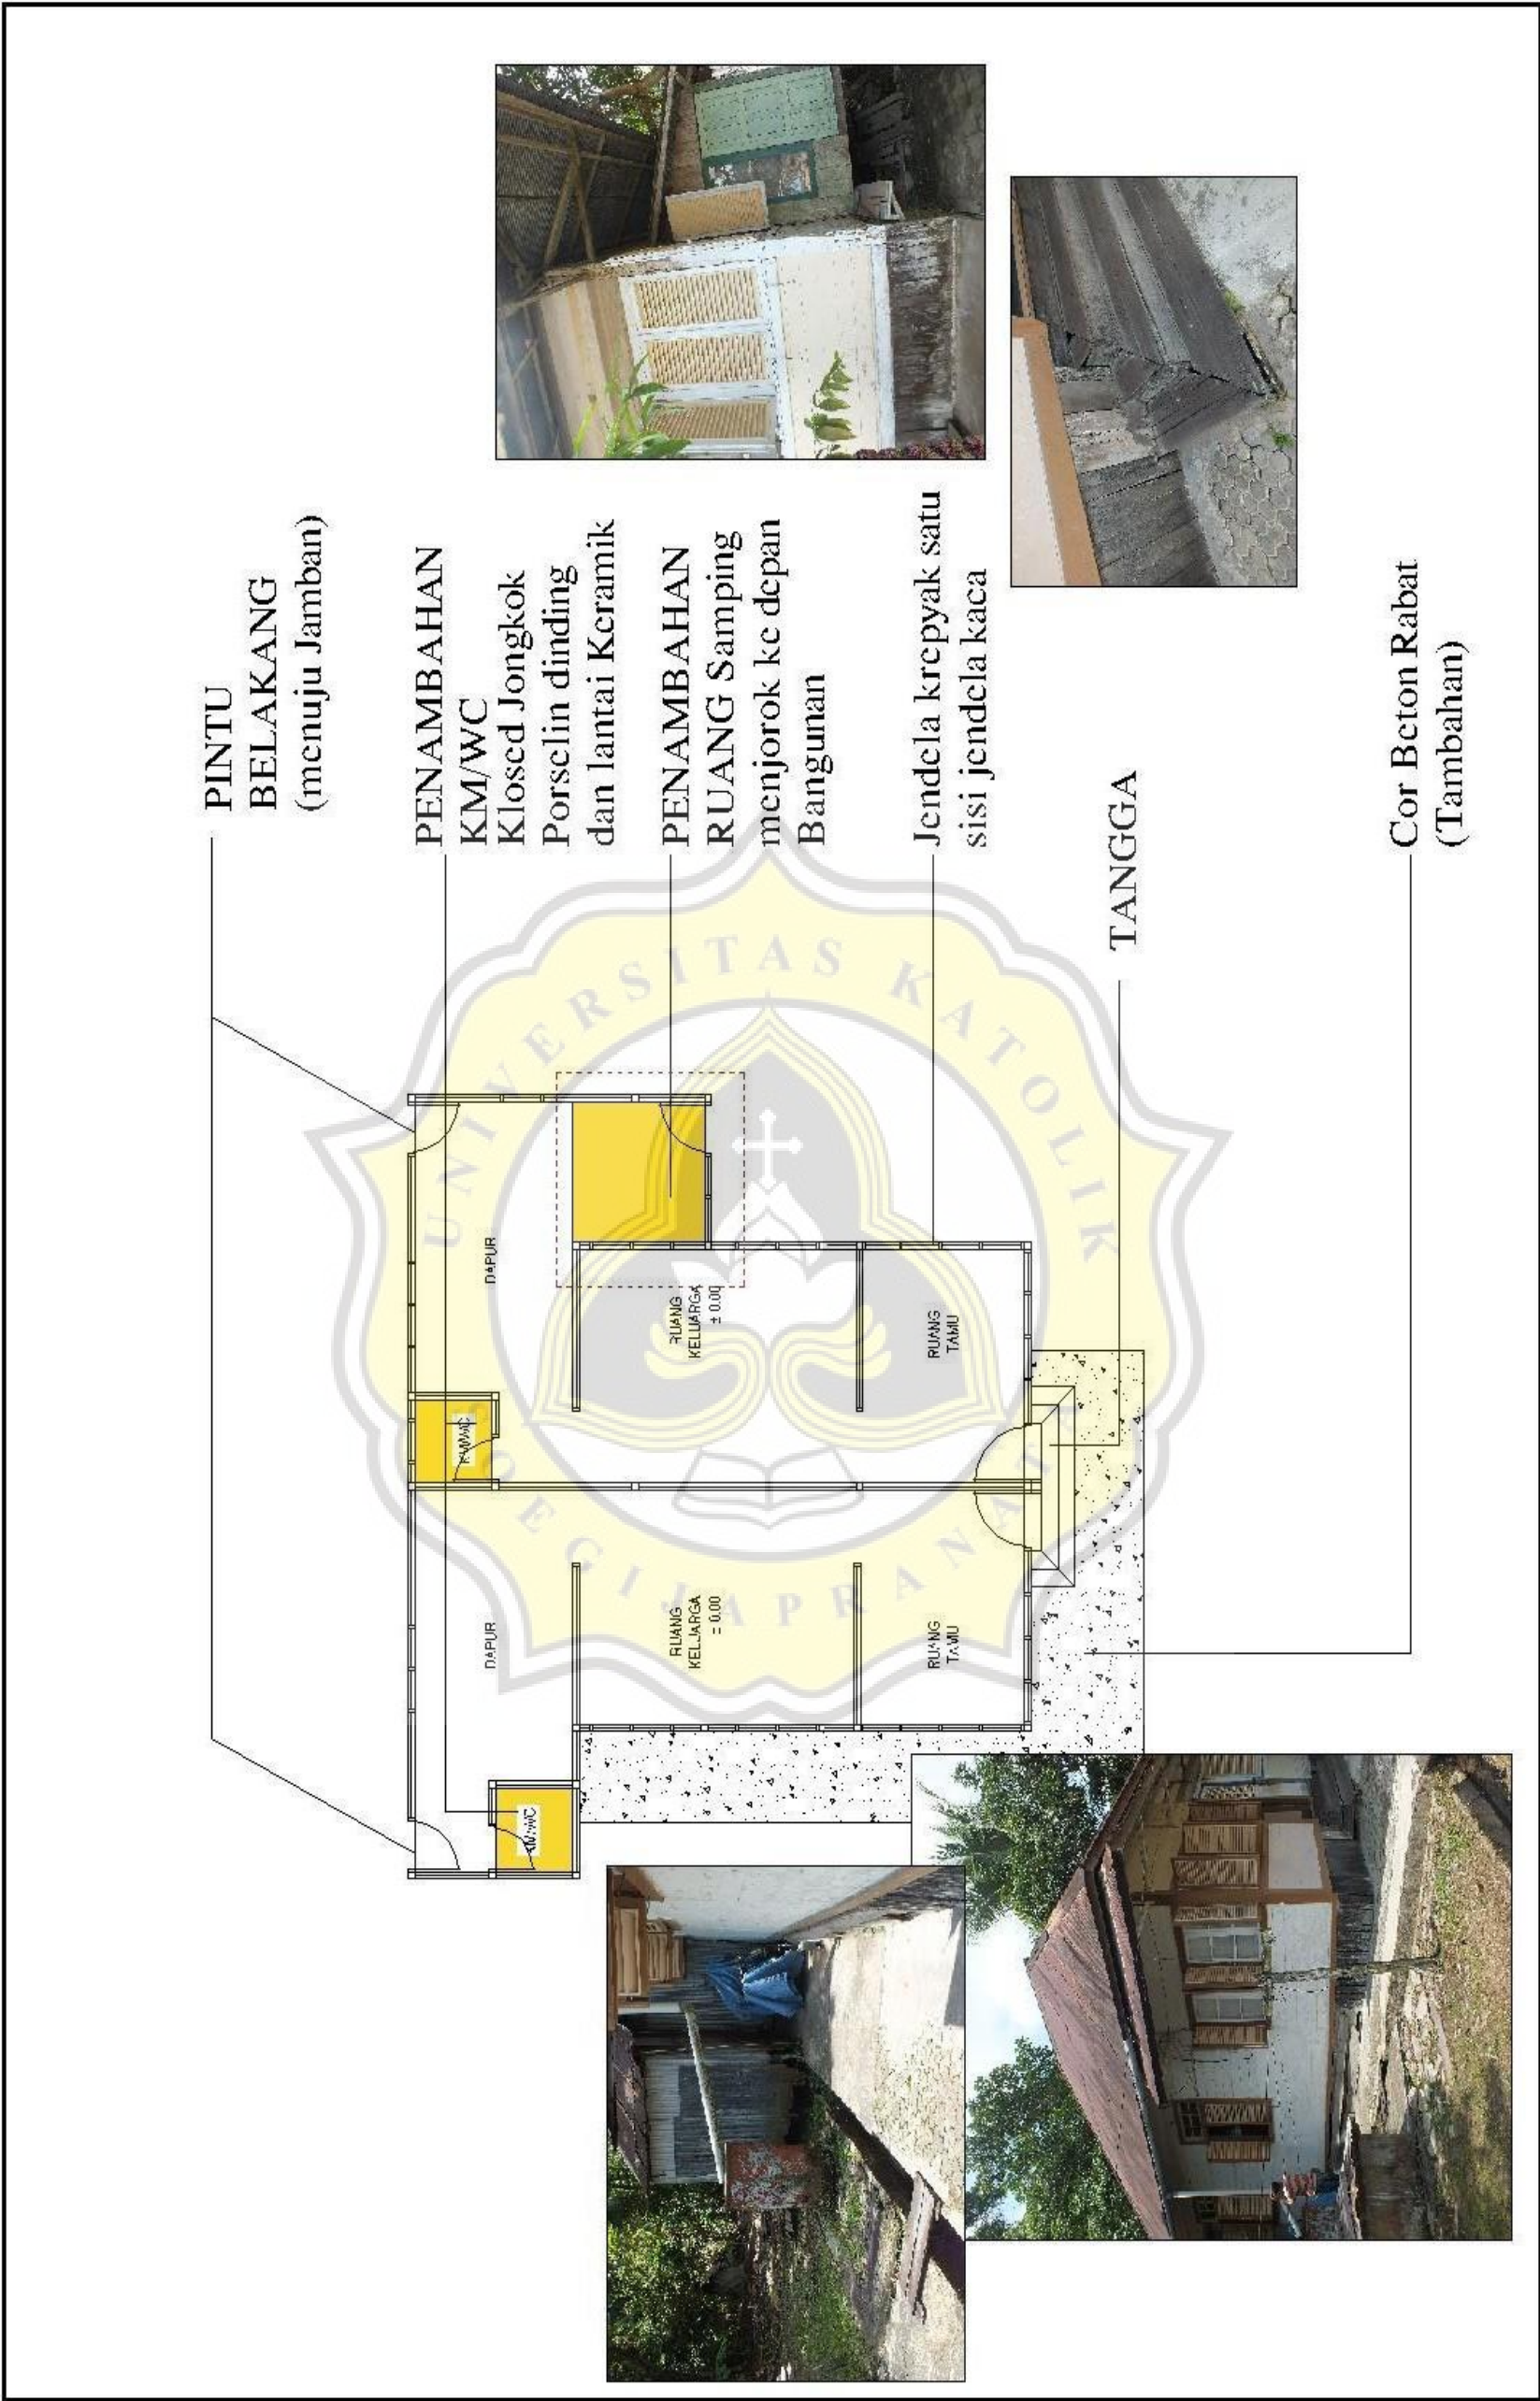 PINTU
BELAKANG
(menuju Jamban)
PENAMBAHAN
KM/WC
Klosed Jongkok
Porselin dinding
dan lantai Keramik
PENAMBAHAN
RUANG Samping
menjorok ke depan
Bangunan
Jendela krepyak satu
sisi jendela kaca
TANGGA
Cor Beton Rabat
(Tambahan)
DAPUR
DAPUR
KM/WC
KM/WC
RUANG
KELUARGA
± 0.00
RUANG
KELUARGA
± 0.00
RUANG
TAMU
RUANG
TAMU
UNIVERSITAS KATOLIK
SOEGIJAPRANATA